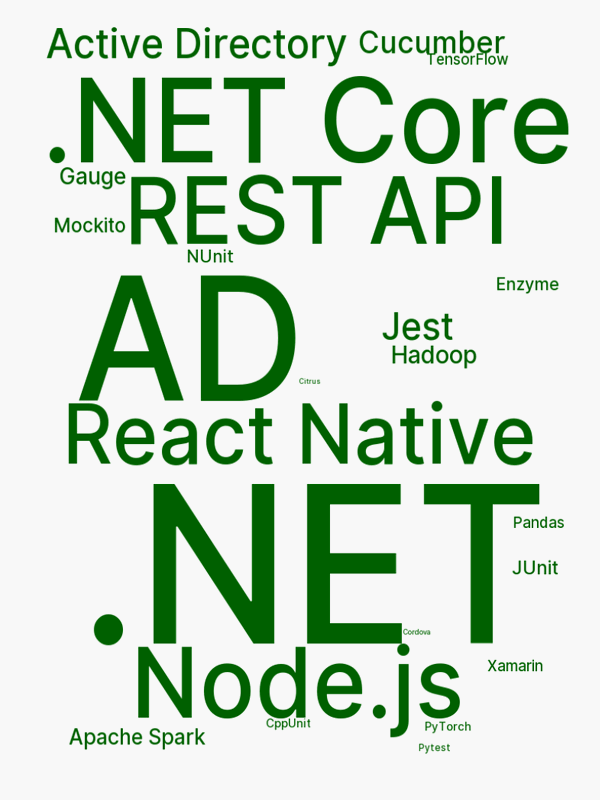 Active Directory
Cucumber
TensorFlow
.NET Core
Gauge
REST API
Mockito
NUnit
AD
Enzyme
Jest
Hadoop
Citrus
React Native
.NET
Pandas
JUnit
Cordova
Node.js
Xamarin
CppUnit
PyTorch
Apache Spark
Pytest